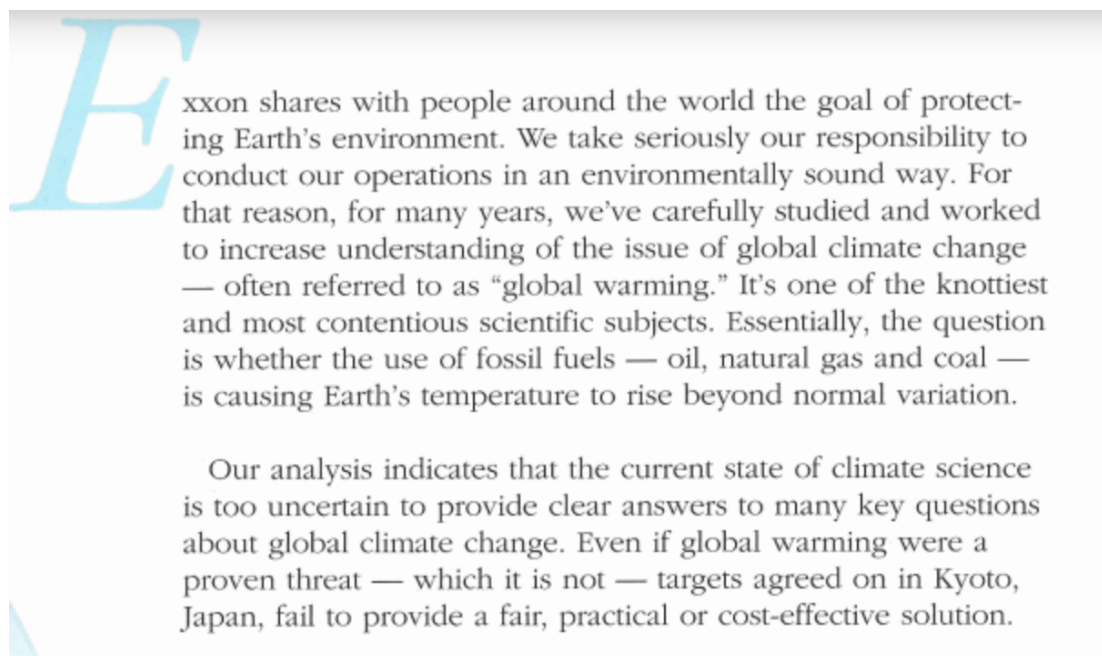 Exxon shares with people around the world the goal of protect-
ing Earth's environment. We take seriously our responsibility to
conduct our operations in an environmentally sound way. For
that reason, for many years, we've carefully studied and worked
to increase understanding of the issue of global climate change
— often referred to as “global warming.” It's one of the knottiest
and most contentious scientific subjects. Essentially, the question
is whether the use of fossil fuels — oil, natural gas and coal —
is causing Earth's temperature to rise beyond normal variation.
Our analysis indicates that the current state of climate science
is too uncertain to provide clear answers to many key questions
about global climate change. Even if global warming were a
proven threat — which it is not — targets agreed on in Kyoto,
Japan, fail to provide a fair, practical or cost-effective solution.